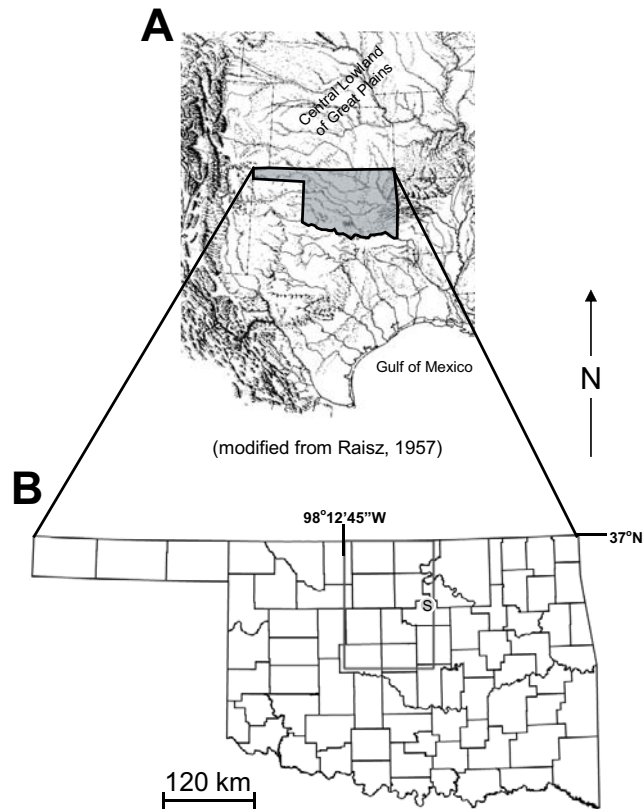 A
Central Lowland
of Great Plains
Gulf of Mexico
N
(modified from Raisz, 1957)
B
98°12'45”W
37°N
S
120 km